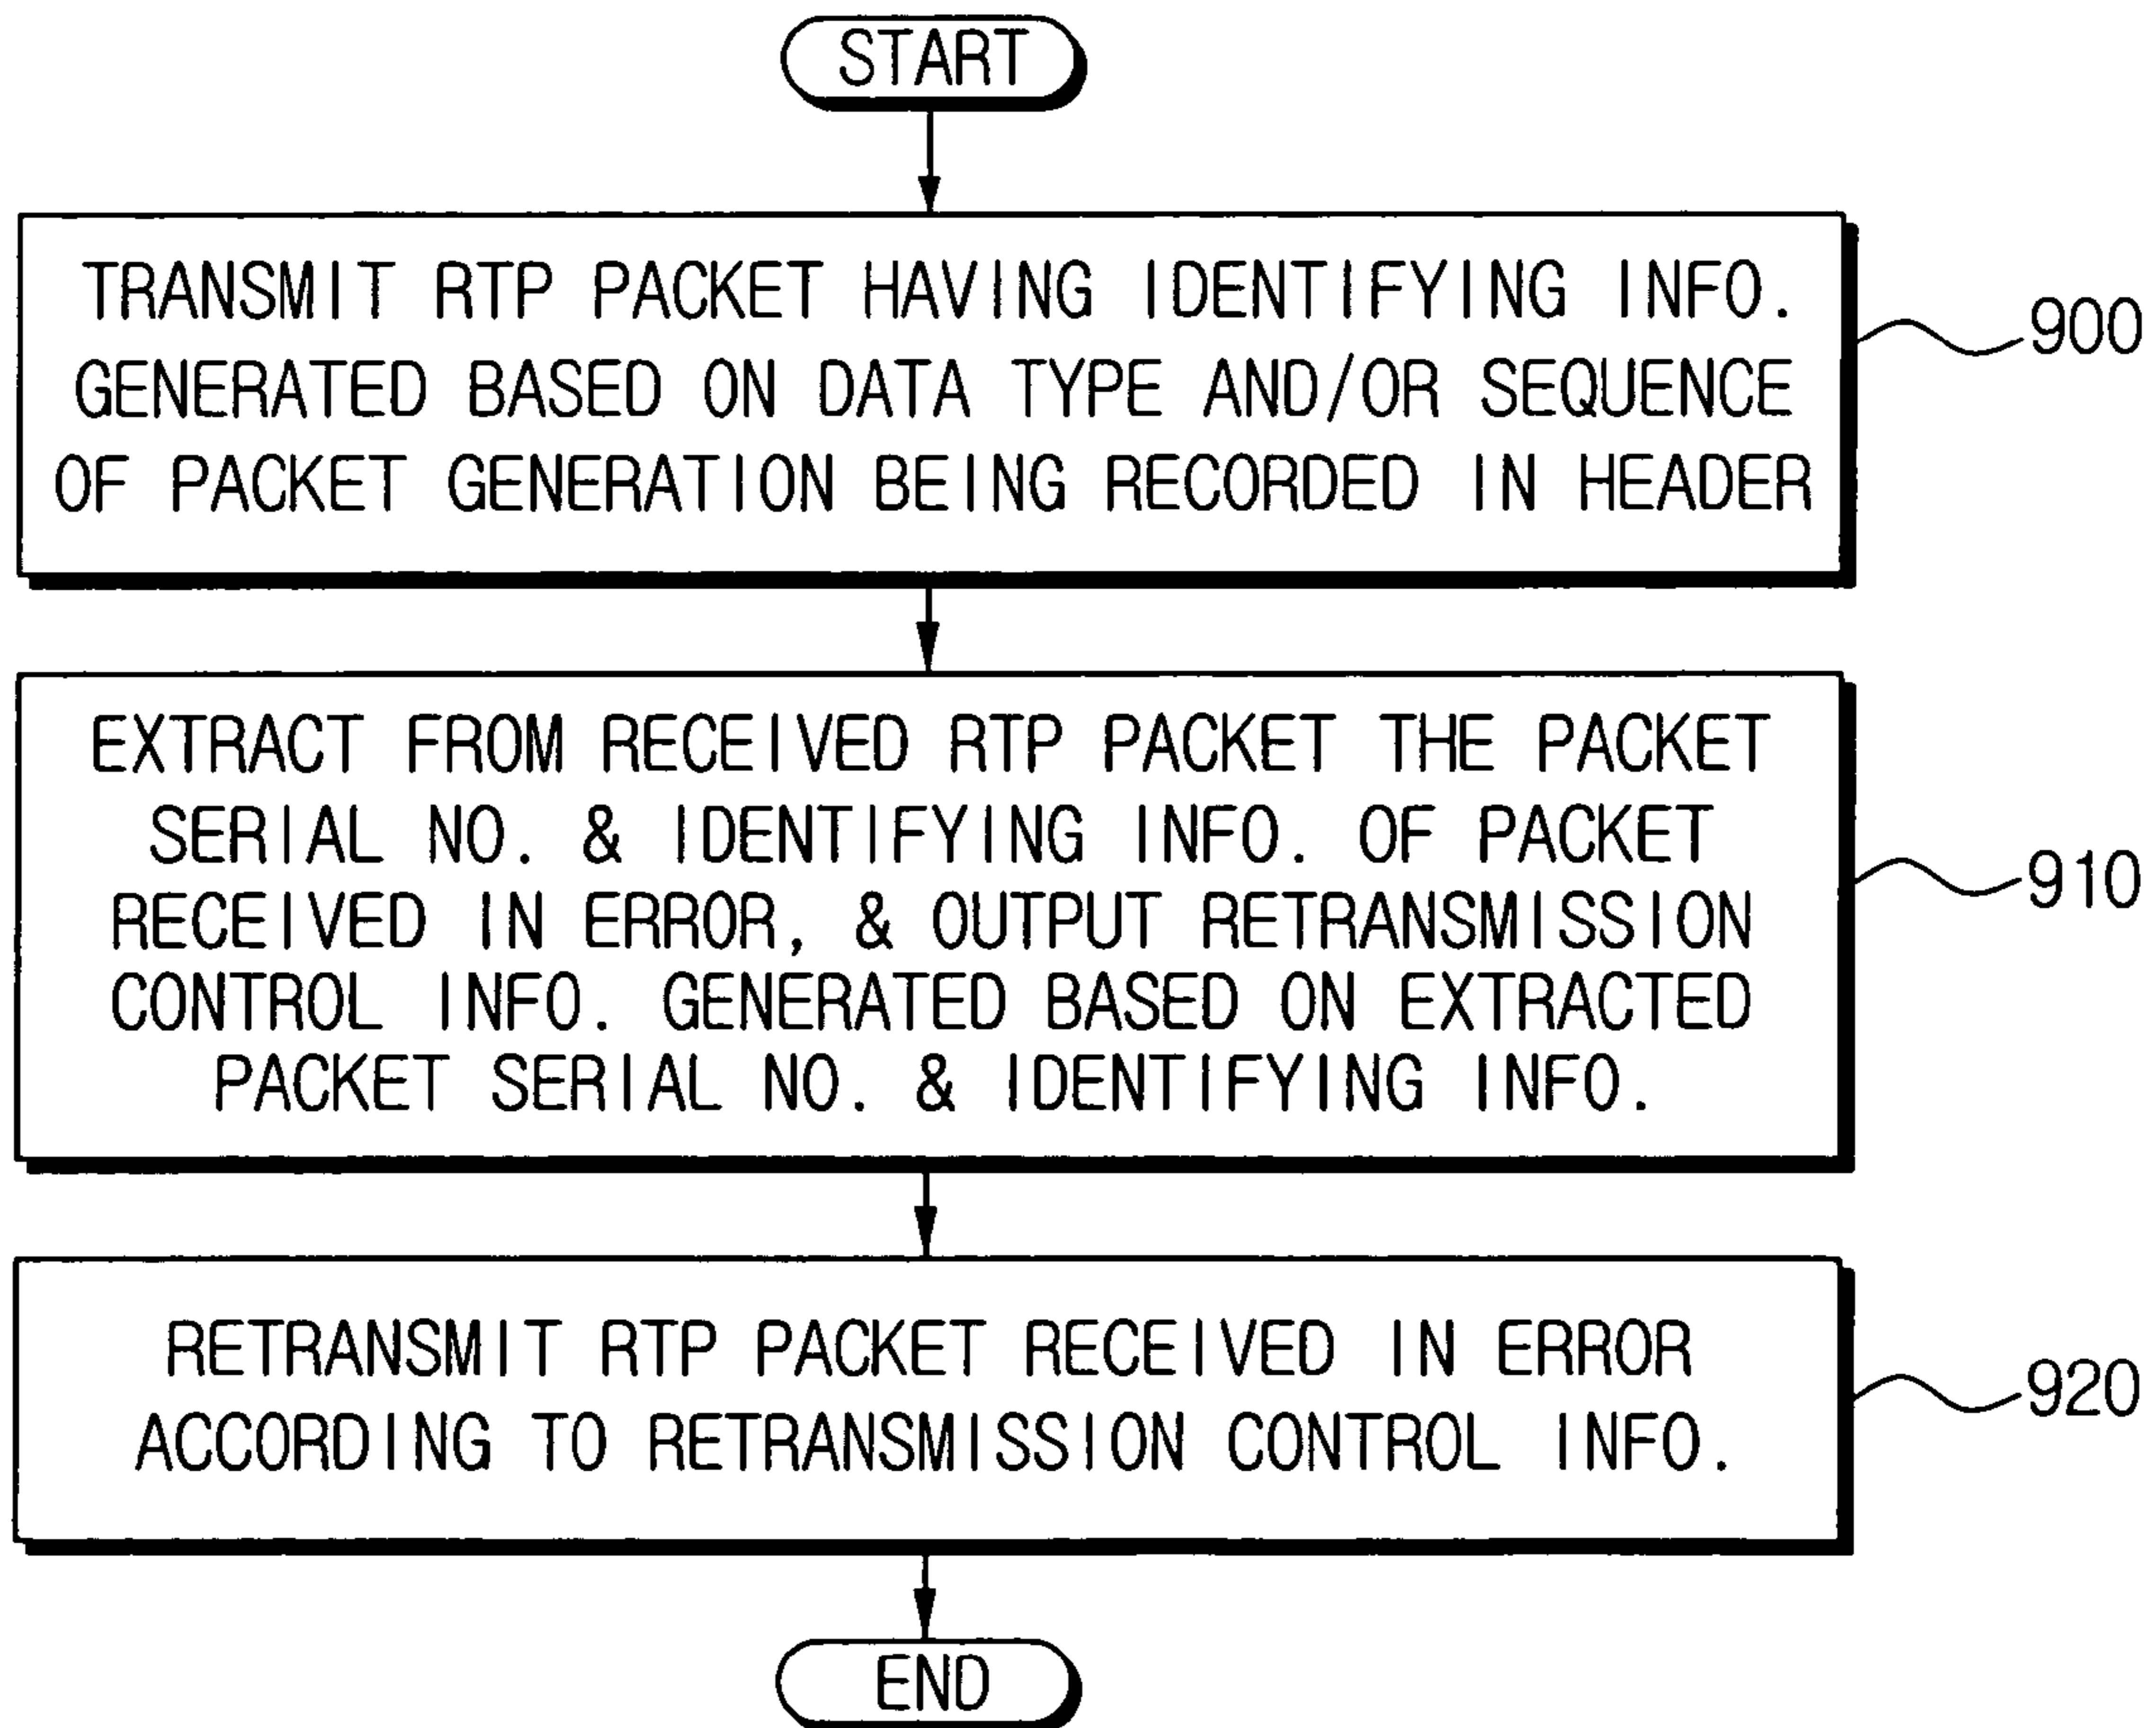 START
TRANSMIT RTP PACKET HAVING IDENTIFYING INFO.
GENERATED BASED ON DATA TYPE AND/OR SEQUENCE
OF PACKET GENERATION BEING RECORDED IN HEADER
900
EXTRACT FROM RECEIVED RTP PACKET THE PACKET
SERIAL NO. & IDENTIFYING INFO. OF PACKET
RECEIVED IN ERROR, & OUTPUT RETRANSMISSION
CONTROL INFO. GENERATED BASED ON EXTRACTED
PACKET SERIAL NO. & IDENTIFYING INFO.
910
RETRANSMIT RTP PACKET RECEIVED IN ERROR
ACCORDING TO RETRANSMISSION CONTROL INFO.
920
END